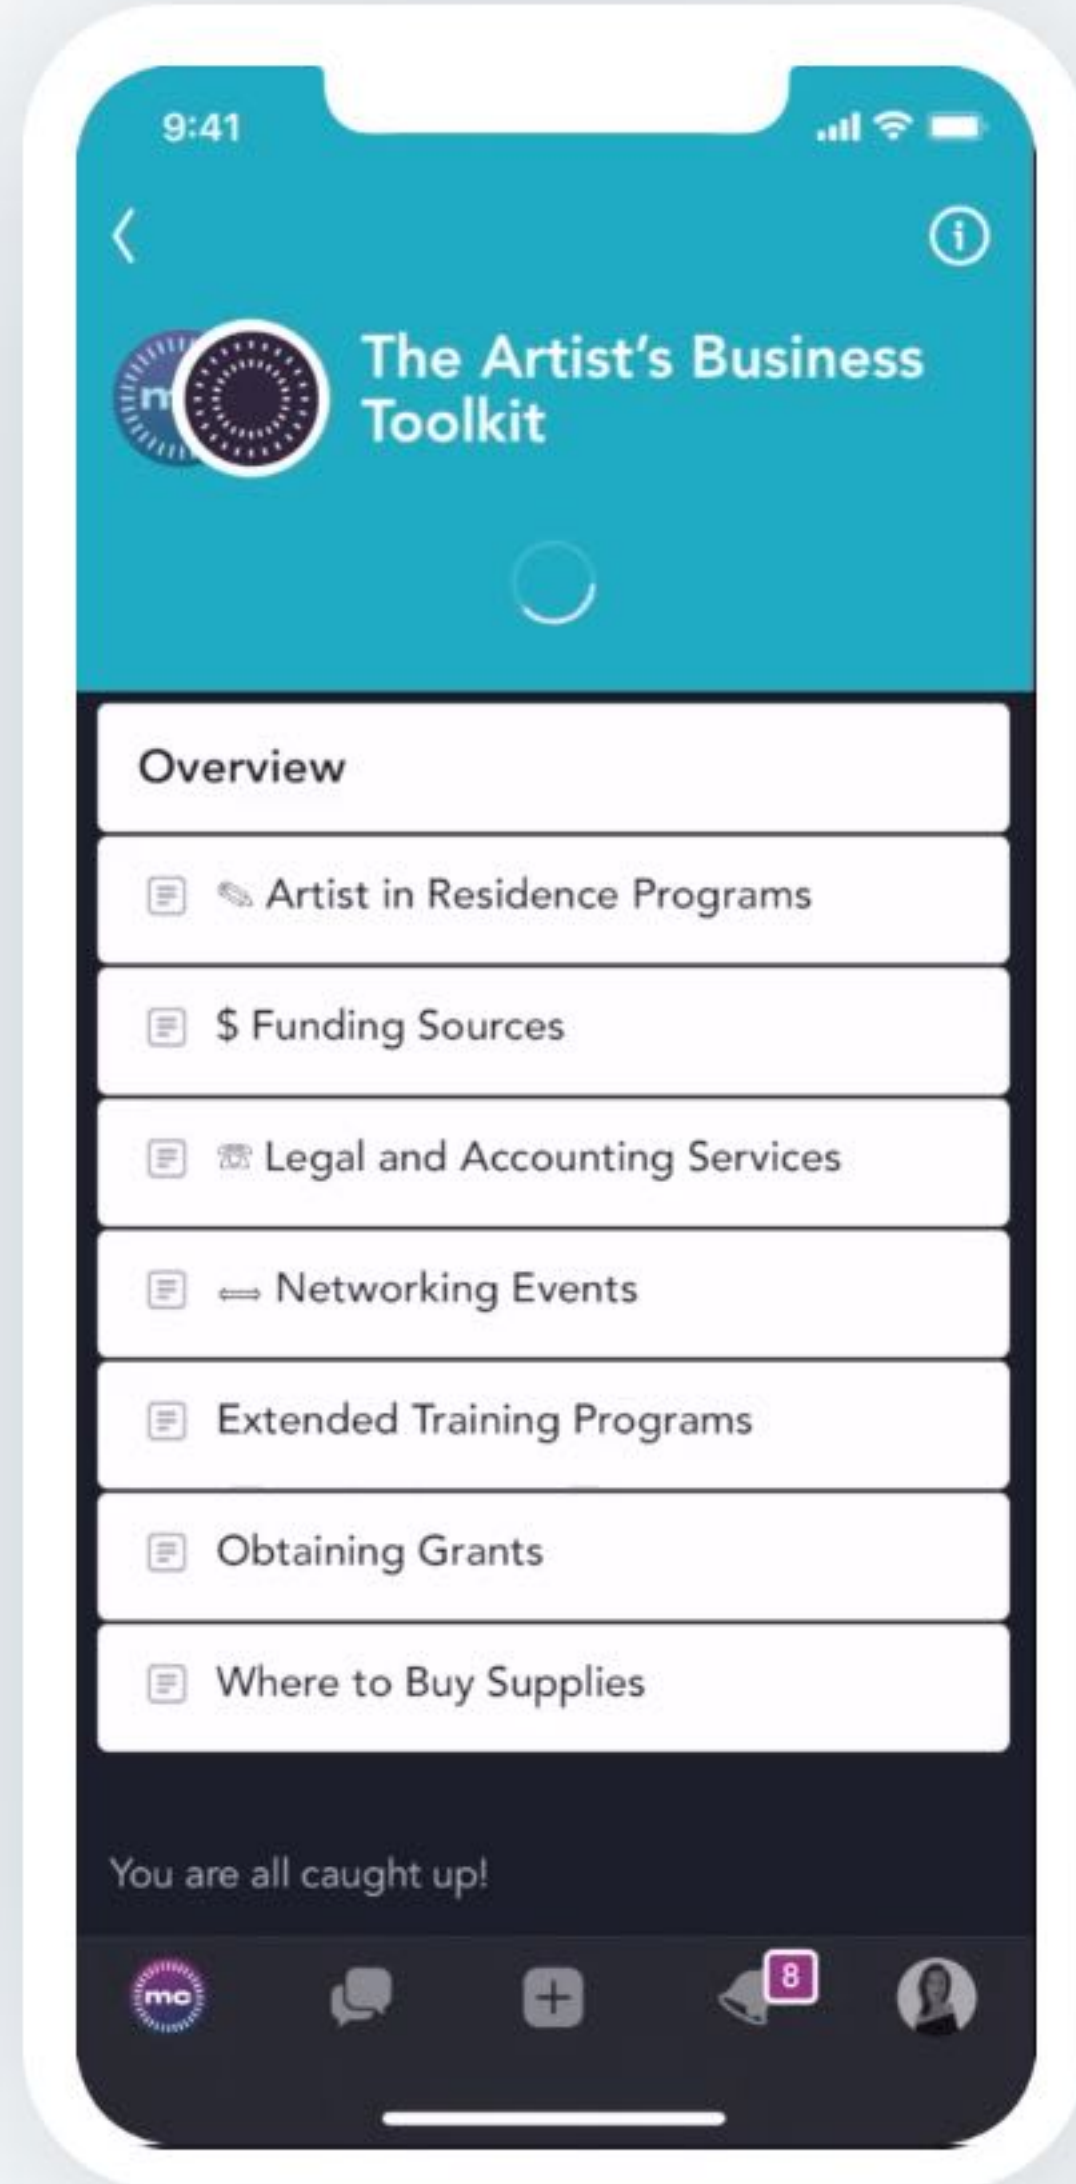 9:41
The Artist's Business
Toolkit
Overview
✎ Artist in Residence Programs
$ Funding Sources
☏ Legal and Accounting Services
⟺ Networking Events
Extended Training Programs
Obtaining Grants
Where to Buy Supplies
You are all caught up!
mc
8